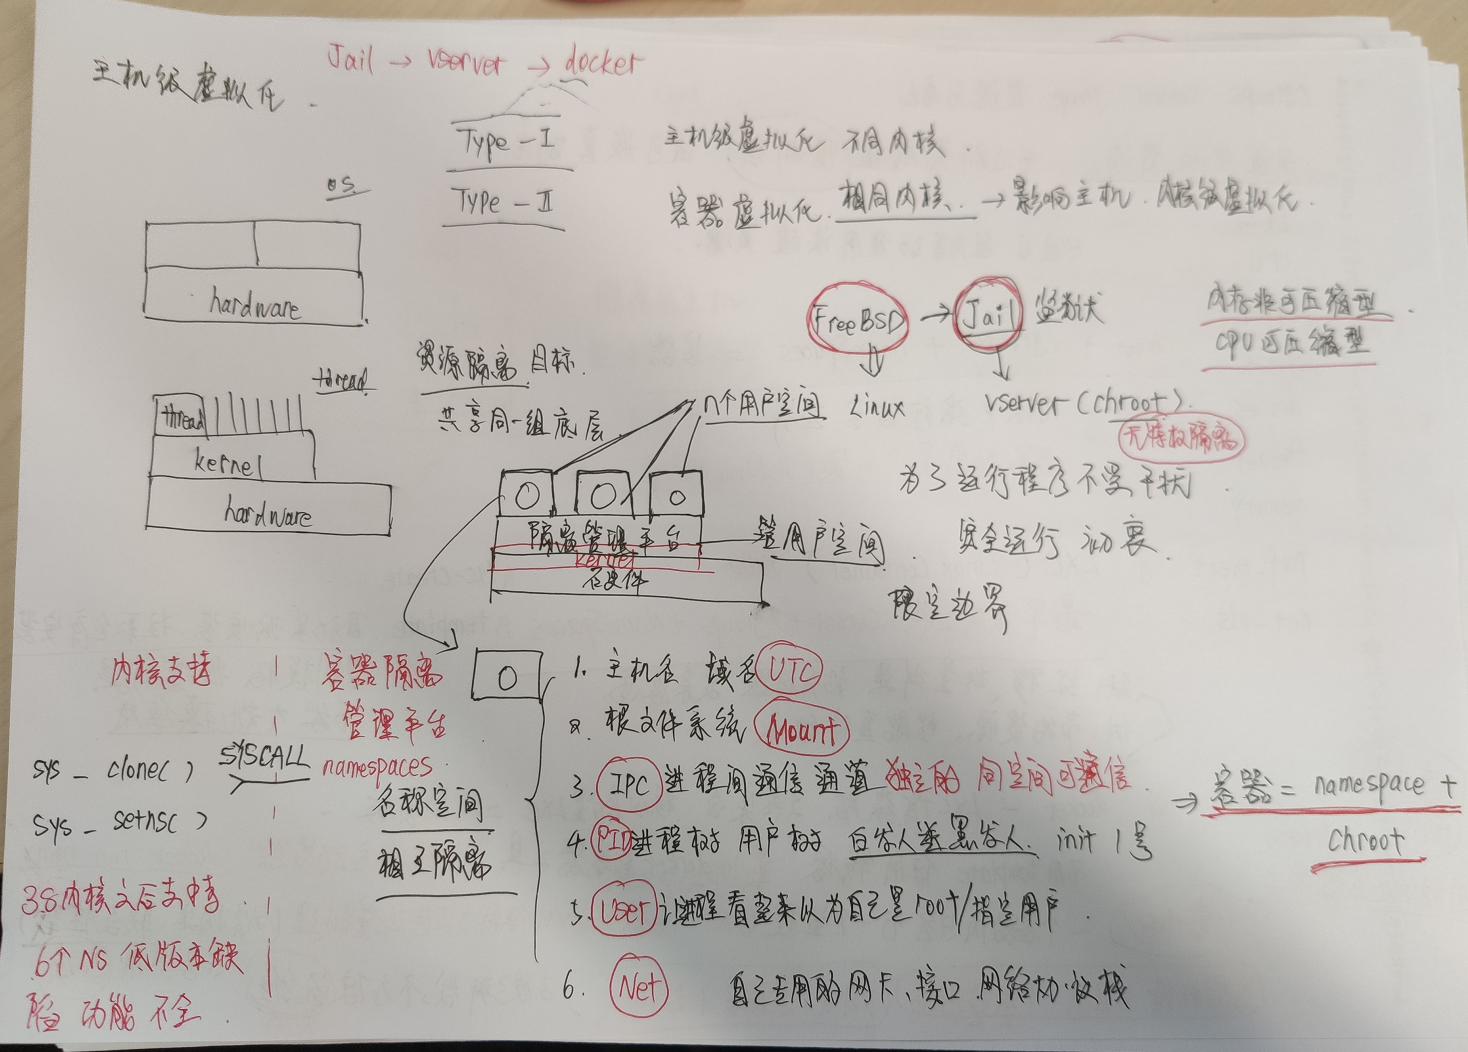 主机级虚拟化.
Jail → vserver → docker
Type - I
Type - II
主机级虚拟化 不同内核.
容器虚拟化. 相同内核. → 影响主机. 内核级虚拟化.
os
hardware
FreeBSD → Jail 监狱
内存非可压缩型.
CPU可压缩型
Linux vserver (chroot).
无特权隔离
thread
thread
kernel
hardware
资源隔离 目标.
共享同一组底层
n个用户空间
为了运行程序不受干扰
安全运行 初衷.
限定边界
隔离管理平台
管用户空间.
kernel
石硬件
内核支持
容器隔离
管理平台
namespaces
名称空间
相互隔离
sys_clone()
SYSCALL
sys_setns()
3.8内核之后支持
6个NS 低版本缺
陷 功能不全.
1. 主机名 域名 UTC
2. 根文件系统 Mount
3. IPC 进程间通信通道 独立的 同空间可通信.
4. PID 进程树 用户树 白发人送黑发人. init 1号
5. User 让进程看起来以为自己是root/指定用户.
6. Net 自己专用的网卡、接口.网络协议栈
⇒ 容器 = namespace +
chroot